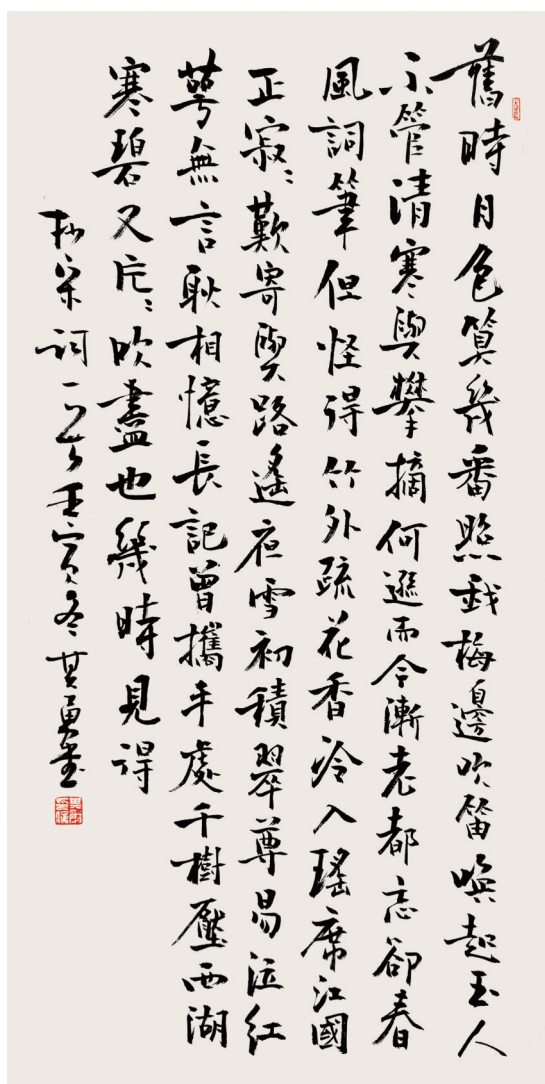 舊時月色算幾番照我梅邊吹笛喚起玉人
不管清寒與攀摘何遜而今漸老都忘卻春
風詞筆但怪得竹外疏花香冷入瑤席江國
正寂々歎寄與路遙夜雪初積翠尊易泣紅
萼無言耿相憶長記曾攜手處千樹壓西湖
寒碧又片々吹盡也幾時見得
抄宋詞一首壬寅冬其勇書